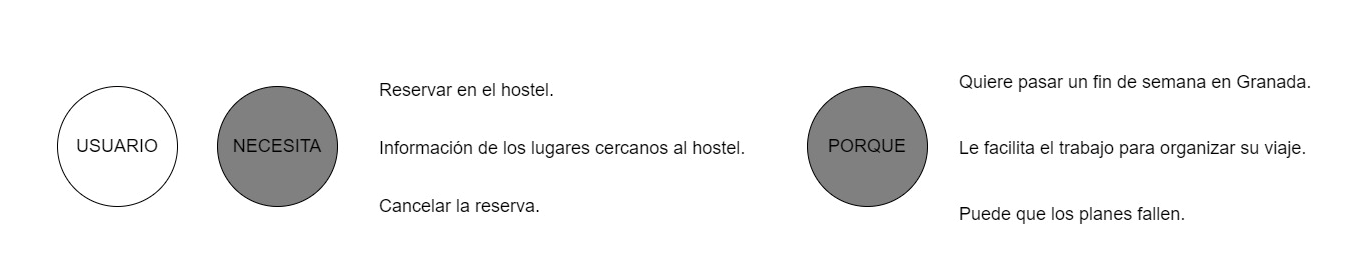 USUARIO
NECESITA
Reservar en el hostel.
Información de los lugares cercanos al hostel.
Cancelar la reserva.
PORQUE
Quiere pasar un fin de semana en Granada.
Le facilita el trabajo para organizar su viaje.
Puede que los planes fallen.